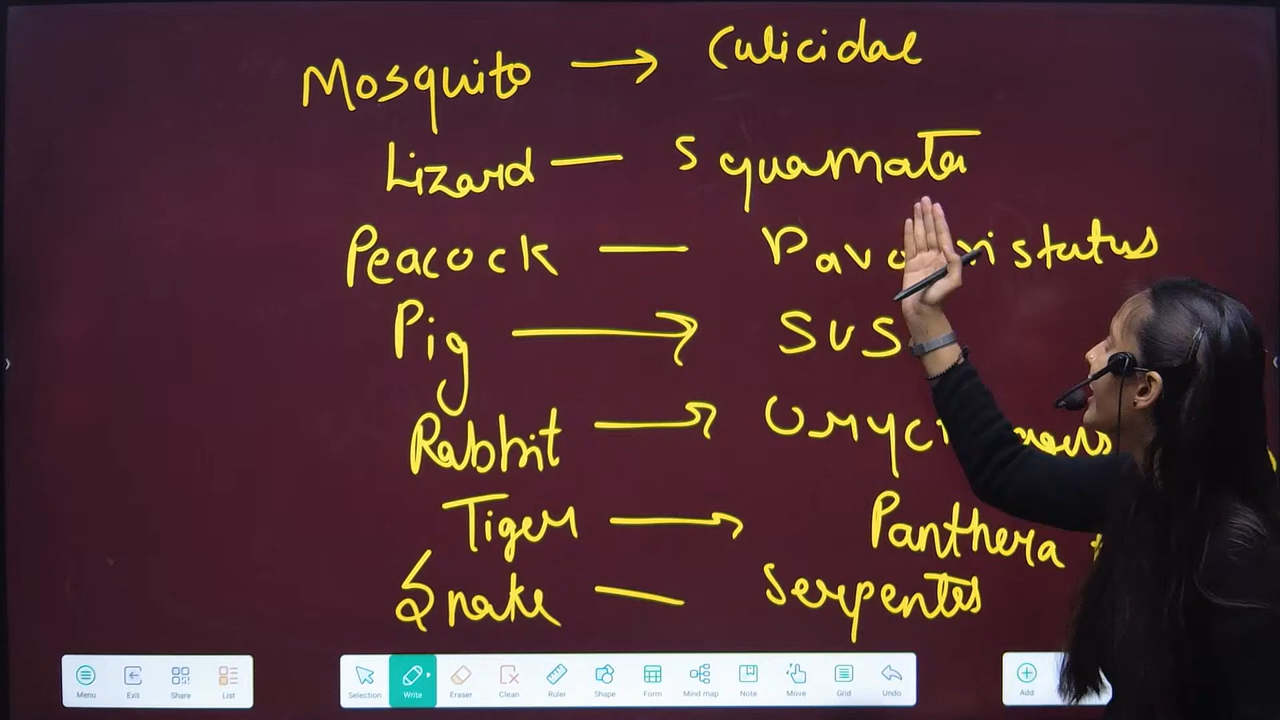 Mosquito → Culicidae
Lizard — Squamata
Peacock — Pavo istatus
Pig → SUS
Rabbit →
Tiger → Panthera
Snake — Serpentes
Menu
Exit
Share
List
Selection
Write
Eraser
Clean
Ruler
Shape
Form
Mind map
Note
Move
Grid
Undo
Add